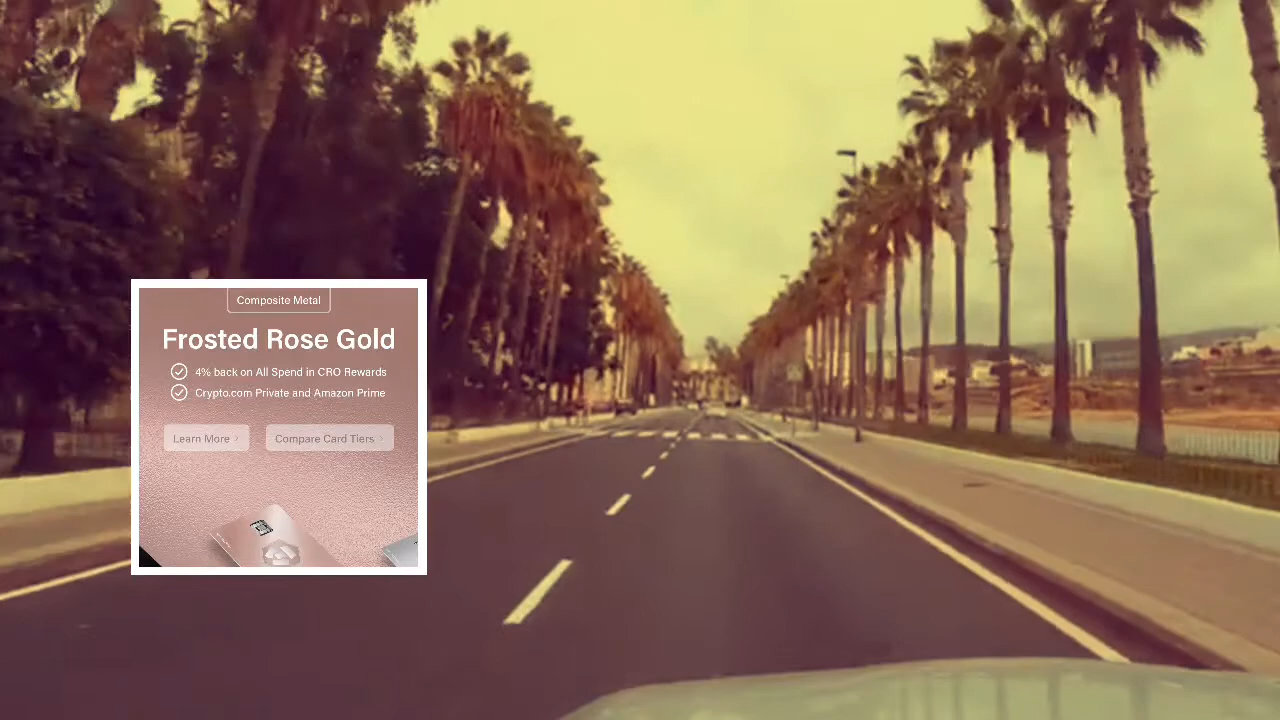 Composite Metal
Frosted Rose Gold
4% back on All Spend in CRO Rewards
Crypto.com Private and Amazon Prime
Learn More
Compare Card Tiers